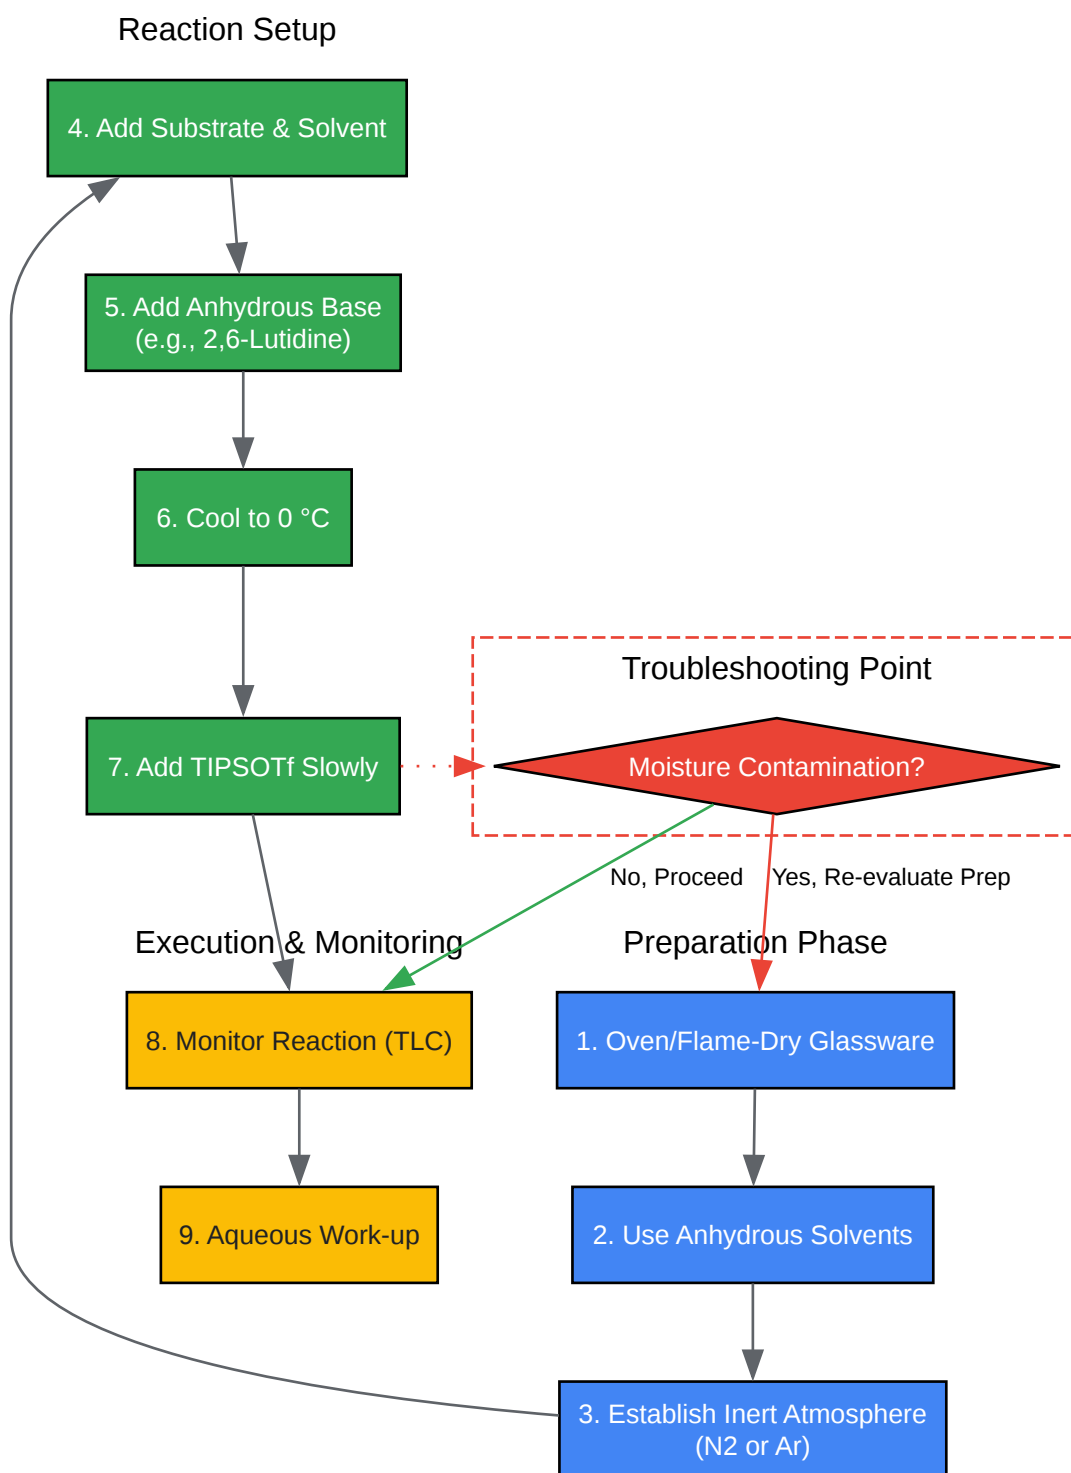 Reaction Setup
4. Add Substrate & Solvent
5. Add Anhydrous Base
(e.g., 2,6-Lutidine)
6. Cool to 0 °C
Troubleshooting Point
7. Add TIPSOTf Slowly
Moisture Contamination?
No, Proceed
Yes, Re-evaluate Prep
Execution & Monitoring
Preparation Phase
8. Monitor Reaction (TLC)
1. Oven/Flame-Dry Glassware
9. Aqueous Work-up
2. Use Anhydrous Solvents
3. Establish Inert Atmosphere
(N2 or Ar)